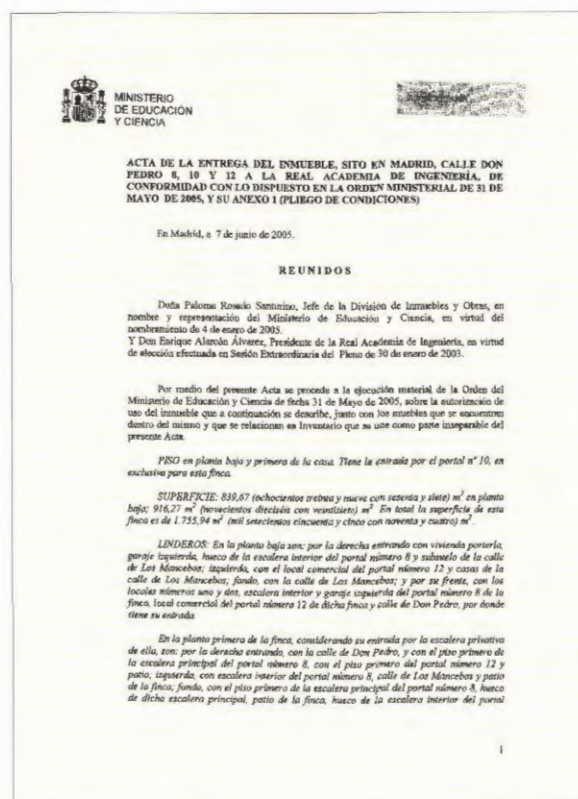 MINISTERIO
DE EDUCACIÓN
Y CIENCIA
ACTA DE LA ENTREGA DEL INMUEBLE, SITO EN MADRID, CALLE DON
PEDRO 8, 10 Y 12 A LA REAL ACADEMIA DE INGENIERÍA, DE
CONFORMIDAD CON LO DISPUESTO EN LA ORDEN MINISTERIAL DE 31 DE
MAYO DE 2005, Y SU ANEXO 1 (PLIEGO DE CONDICIONES)
En Madrid, a 7 de junio de 2005.
REUNIDOS
Doña Paloma Rosado Santurino, Jefe de la División de Inmuebles y Obras, en
nombre y representación del Ministerio de Educación y Ciencia, en virtud del
nombramiento de 4 de enero de 2005.
Y Don Enrique Alarcón Álvarez, Presidente de la Real Academia de Ingeniería, en virtud
de elección efectuada en Sesión Extraordinaria del Pleno de 30 de enero de 2003.
Por medio del presente Acta se procede a la ejecución material de la Orden del
Ministerio de Educación y Ciencia de fecha 31 de Mayo de 2005, sobre la autorización de
uso del inmueble que a continuación se describe, junto con los muebles que se encuentran
dentro del mismo y que se relacionan en Inventario que se une como parte inseparable del
presente Acta.
PISO en planta baja y primera de la casa. Tiene la entrada por el portal nº 10, en
exclusiva para esta finca.
SUPERFICIE: 839,67 (ochocientos treinta y nueve con sesenta y siete) m² en planta
baja; 916,27 m² (novecientos dieciséis con veintisiete) m² En total la superficie de esta
finca es de 1.755,94 m² (mil setecientos cincuenta y cinco con noventa y cuatro) m².
LINDEROS: En la planta baja son: por la derecha entrando con vivienda portería,
garaje izquierda, hueco de la escalera interior del portal número 8 y subsuelo de la calle
de Los Mancebos; izquierda, con el local comercial del portal número 12 y casas de la
calle de Los Mancebos; fondo, con la calle de Los Mancebos; y por su frente, con los
locales números uno y dos, escalera interior y garaje izquierda del portal número 8 de la
finca, local comercial del portal número 12 de dicha finca y calle de Don Pedro, por donde
tiene su entrada.
En la planta primera de la finca, considerando su entrada por la escalera privativa
de ella, son: por la derecha entrando, con la calle de Don Pedro, y con el piso primero de
la escalera principal del portal número 8, con el piso primero del portal número 12 y
patio; izquierda, con escalera interior del portal número 8, calle de Los Mancebos y patio
de la finca; fondo, con el piso primero de la escalera principal del portal número 8, hueco
de dicha escalera principal, patio de la finca, hueco de la escalera interior del portal
1